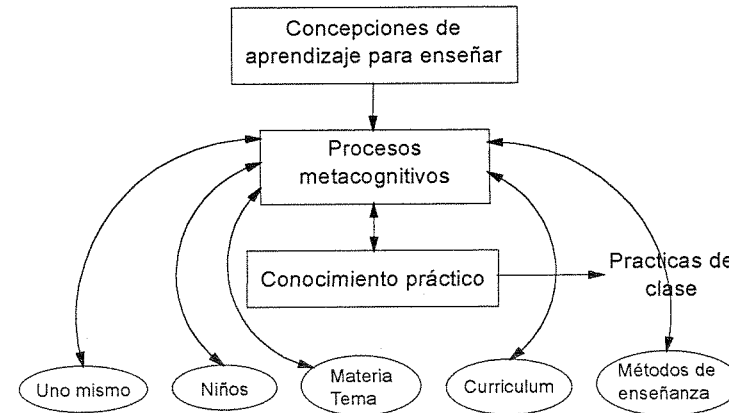 Concepciones de
aprendizaje para enseñar
Procesos
metacognitivos
Conocimiento práctico
Practicas de
clase
Uno mismo
Niños
Materia
Tema
Curriculum
Métodos de
enseñanza